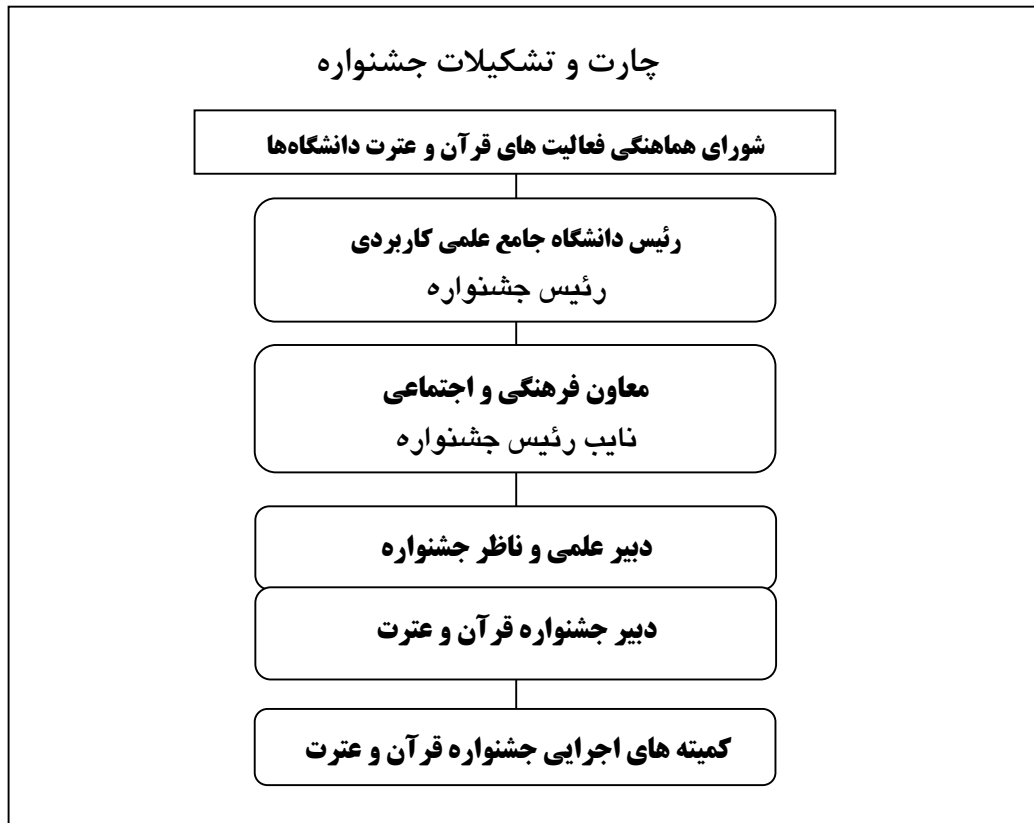 چارت و تشکیلات جشنواره
شورای هماهنگی فعالیت های قرآن و عترت دانشگاه‌ها
رئیس دانشگاه جامع علمی کاربردی
رئیس جشنواره
معاون فرهنگی و اجتماعی
نایب رئیس جشنواره
دبیر علمی و ناظر جشنواره
دبیر جشنواره قرآن و عترت
کمیته های اجرایی جشنواره قرآن و عترت